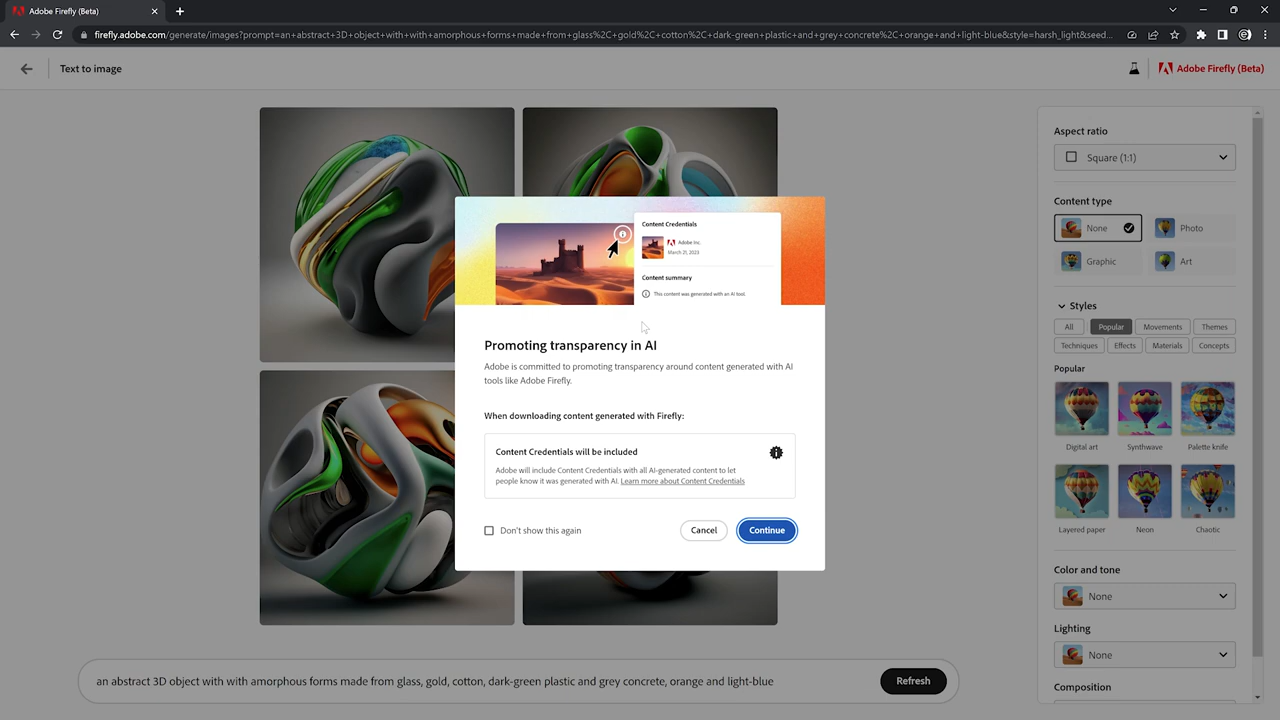 Adobe Firefly (Beta)
firefly.adobe.com/generate/images?prompt=an+abstract+3D+object+with+with+amorphous+forms+made+from+glass%2C+gold%2C+cotton%2C+dark-green+plastic+and+grey+concrete%2C+orange+and+light-blue&style=harsh_light&seed...
Text to image
Adobe Firefly (Beta)
Aspect ratio
Square (1:1)
Content type
None
Photo
Graphic
Art
Styles
All
Popular
Movements
Themes
Techniques
Effects
Materials
Concepts
Popular
Digital art
Synthwave
Palette knife
Layered paper
Neon
Chaotic
Color and tone
None
Lighting
None
Composition
Content Credentials
Adobe Inc.
March 21, 2023
Content summary
This content was generated with an AI tool.
Promoting transparency in AI
Adobe is committed to promoting transparency around content generated with AI
tools like Adobe Firefly.
When downloading content generated with Firefly:
Content Credentials will be included
Adobe will include Content Credentials with all AI-generated content to let
people know it was generated with AI. Learn more about Content Credentials
Don't show this again
Cancel
Continue
an abstract 3D object with with amorphous forms made from glass, gold, cotton, dark-green plastic and grey concrete, orange and light-blue
Refresh